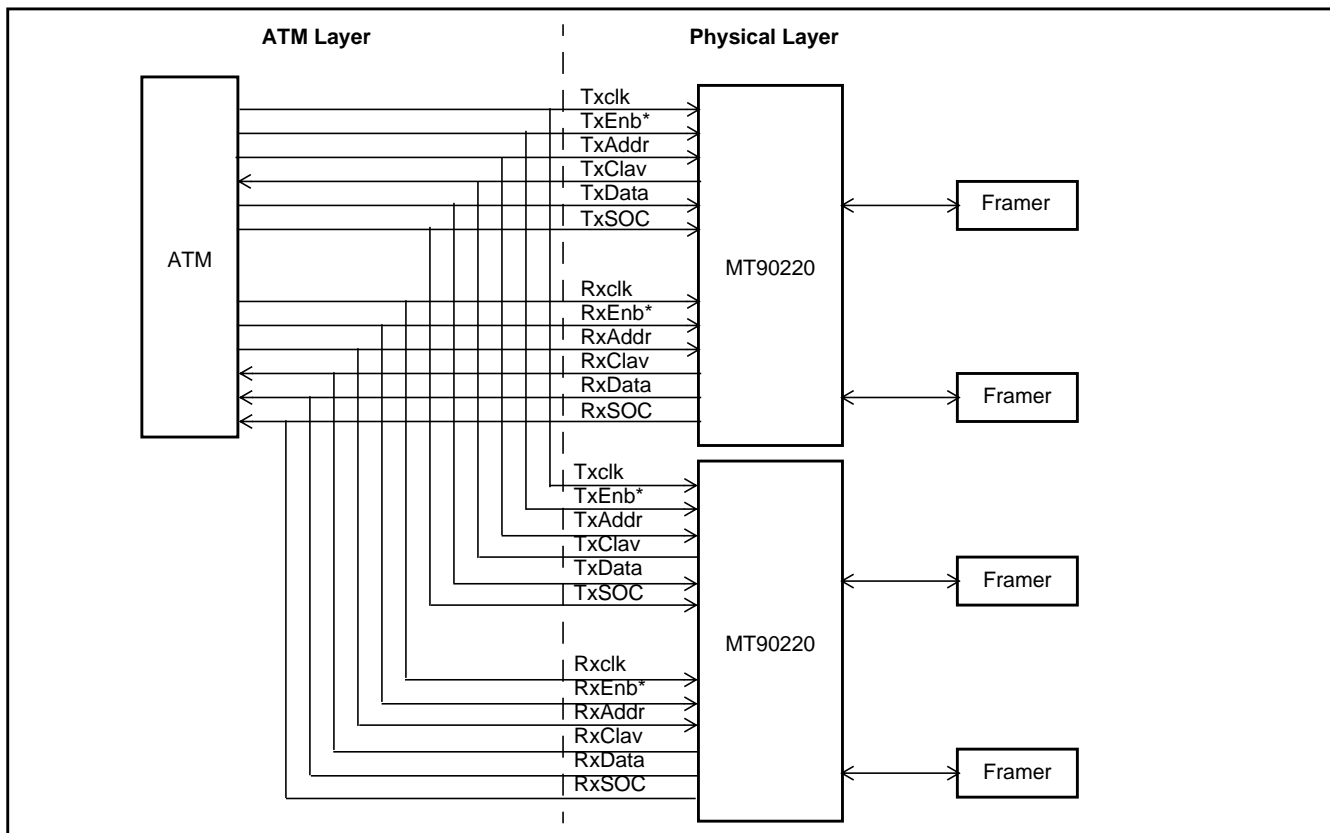 ATM Layer
Physical Layer
ATM
Txclk
TxEnb*
TxAddr
TxClav
TxData
TxSOC
Rxclk
RxEnb*
RxAddr
RxClav
RxData
RxSOC
MT90220
Framer
Framer
Txclk
TxEnb*
TxAddr
TxClav
TxData
TxSOC
Rxclk
RxEnb*
RxAddr
RxClav
RxData
RxSOC
MT90220
Framer
Framer